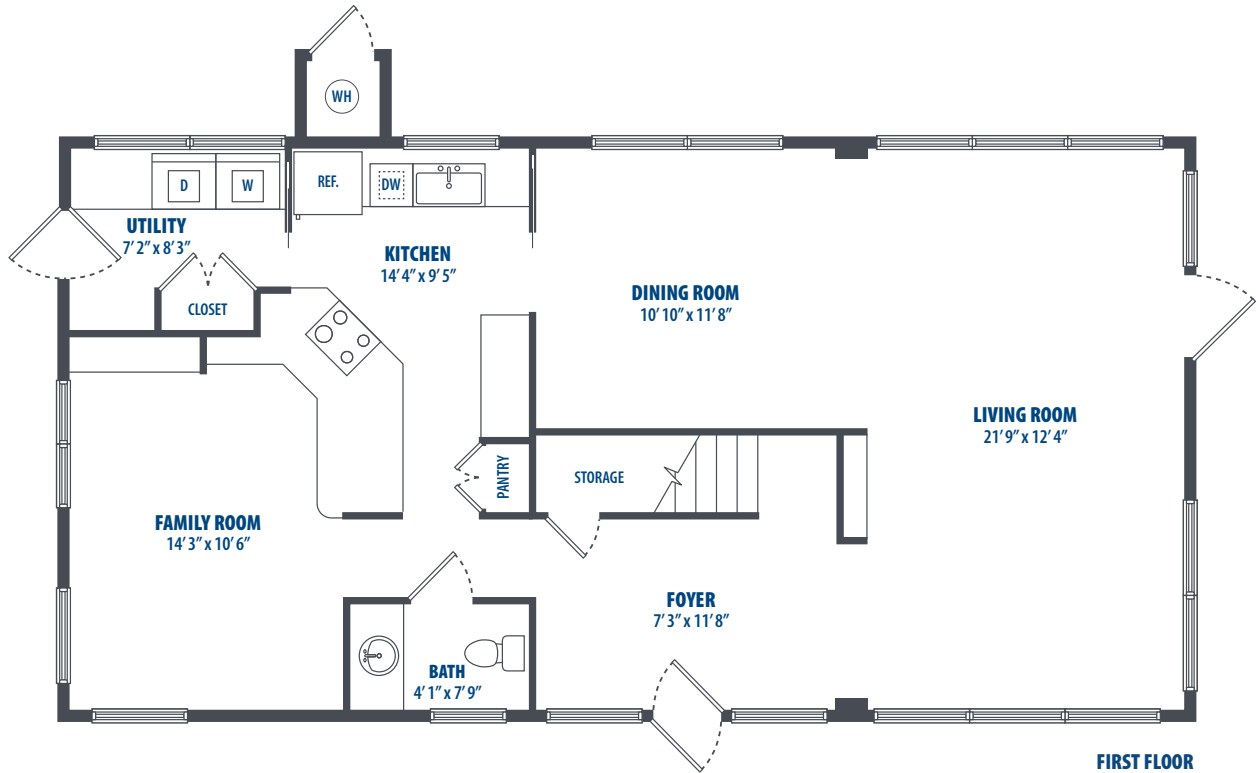 WH
D
W
REF.
DW
UTILITY
7’2” x 8’3”
KITCHEN
14’4” x 9’5”
CLOSET
DINING ROOM
10’10” x 11’8”
LIVING ROOM
21’9” x 12’4”
PANTRY
STORAGE
FAMILY ROOM
14’3” x 10’6”
FOYER
7’3” x 11’8”
BATH
4’1” x 7’9”
FIRST FLOOR